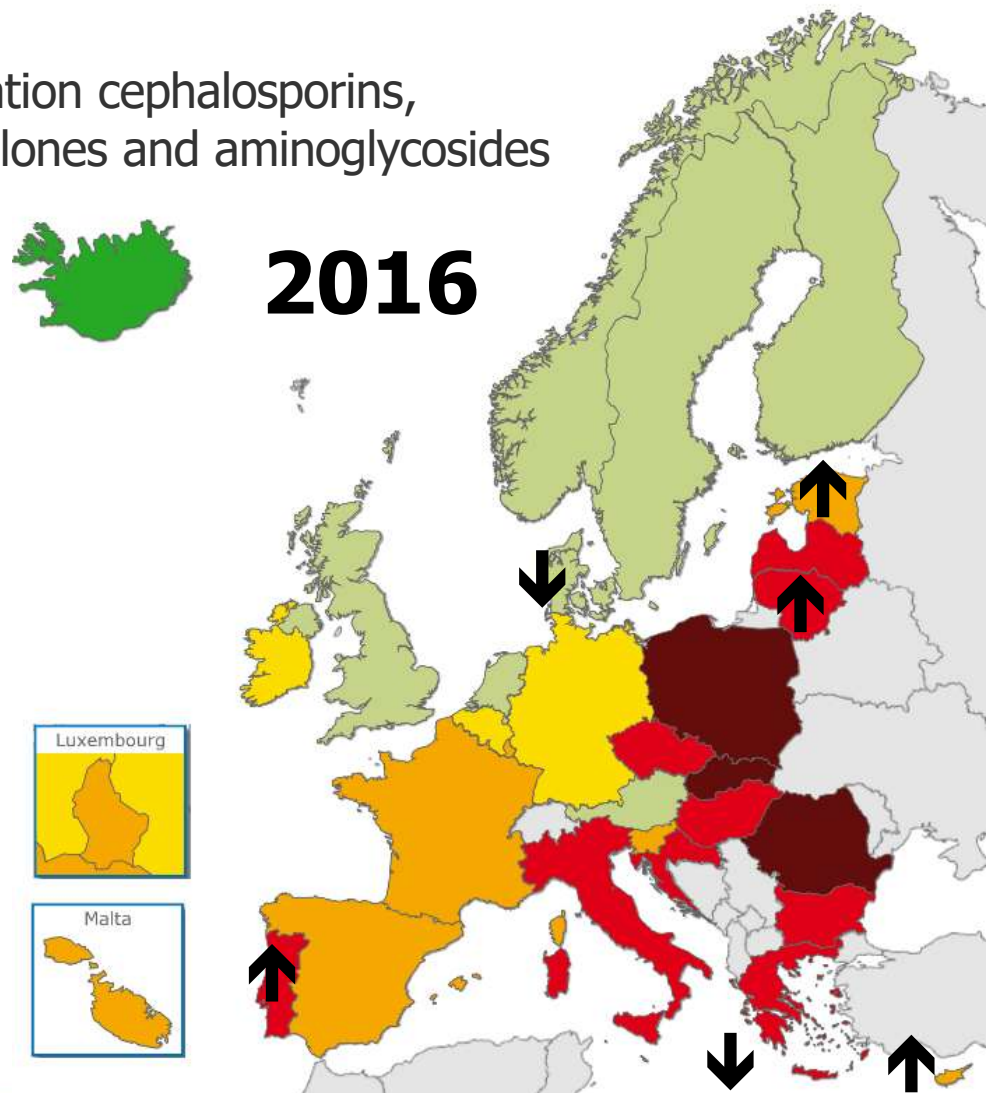 ation cephalosporins,
lones and aminoglycosides
2016
Luxembourg
Malta